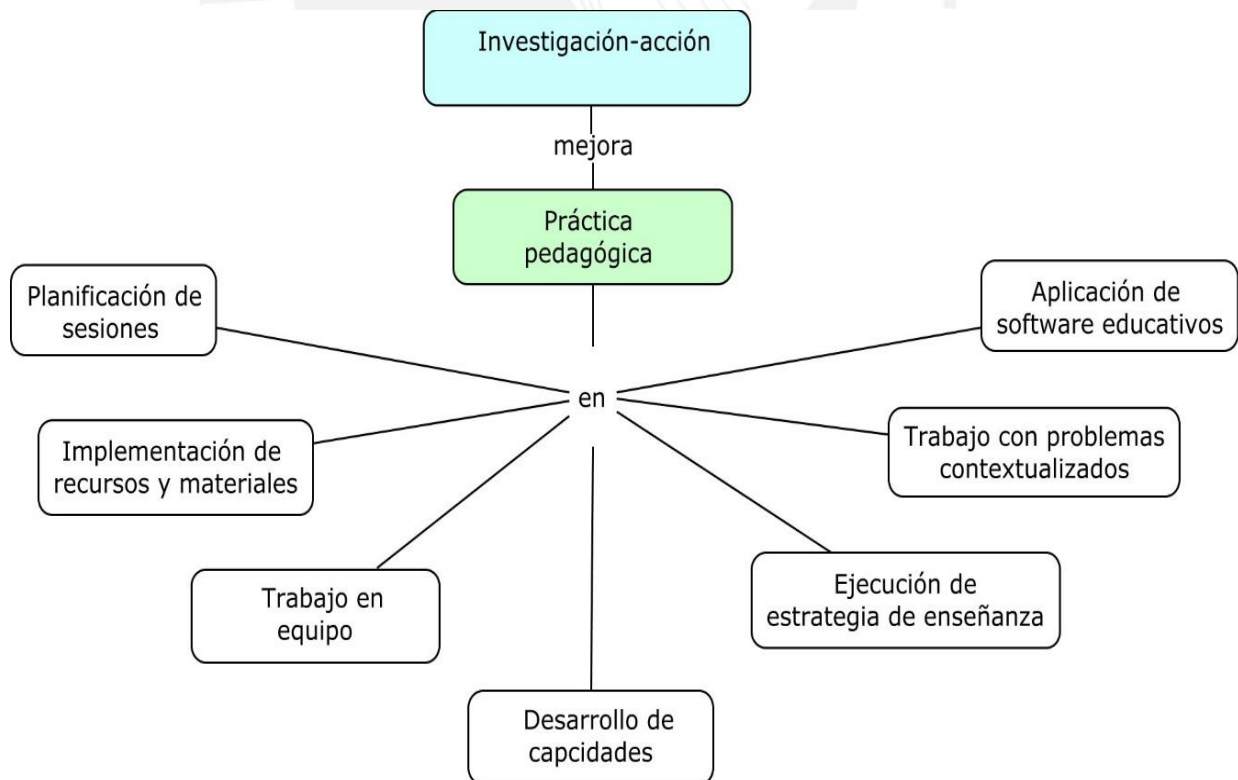 Investigación-acción
mejora
Práctica
pedagógica
Planificación de
sesiones
Aplicación de
software educativos
en
Implementación de
recursos y materiales
Trabajo con problemas
contextualizados
Trabajo en
equipo
Ejecución de
estrategia de enseñanza
Desarrollo de
capcidades